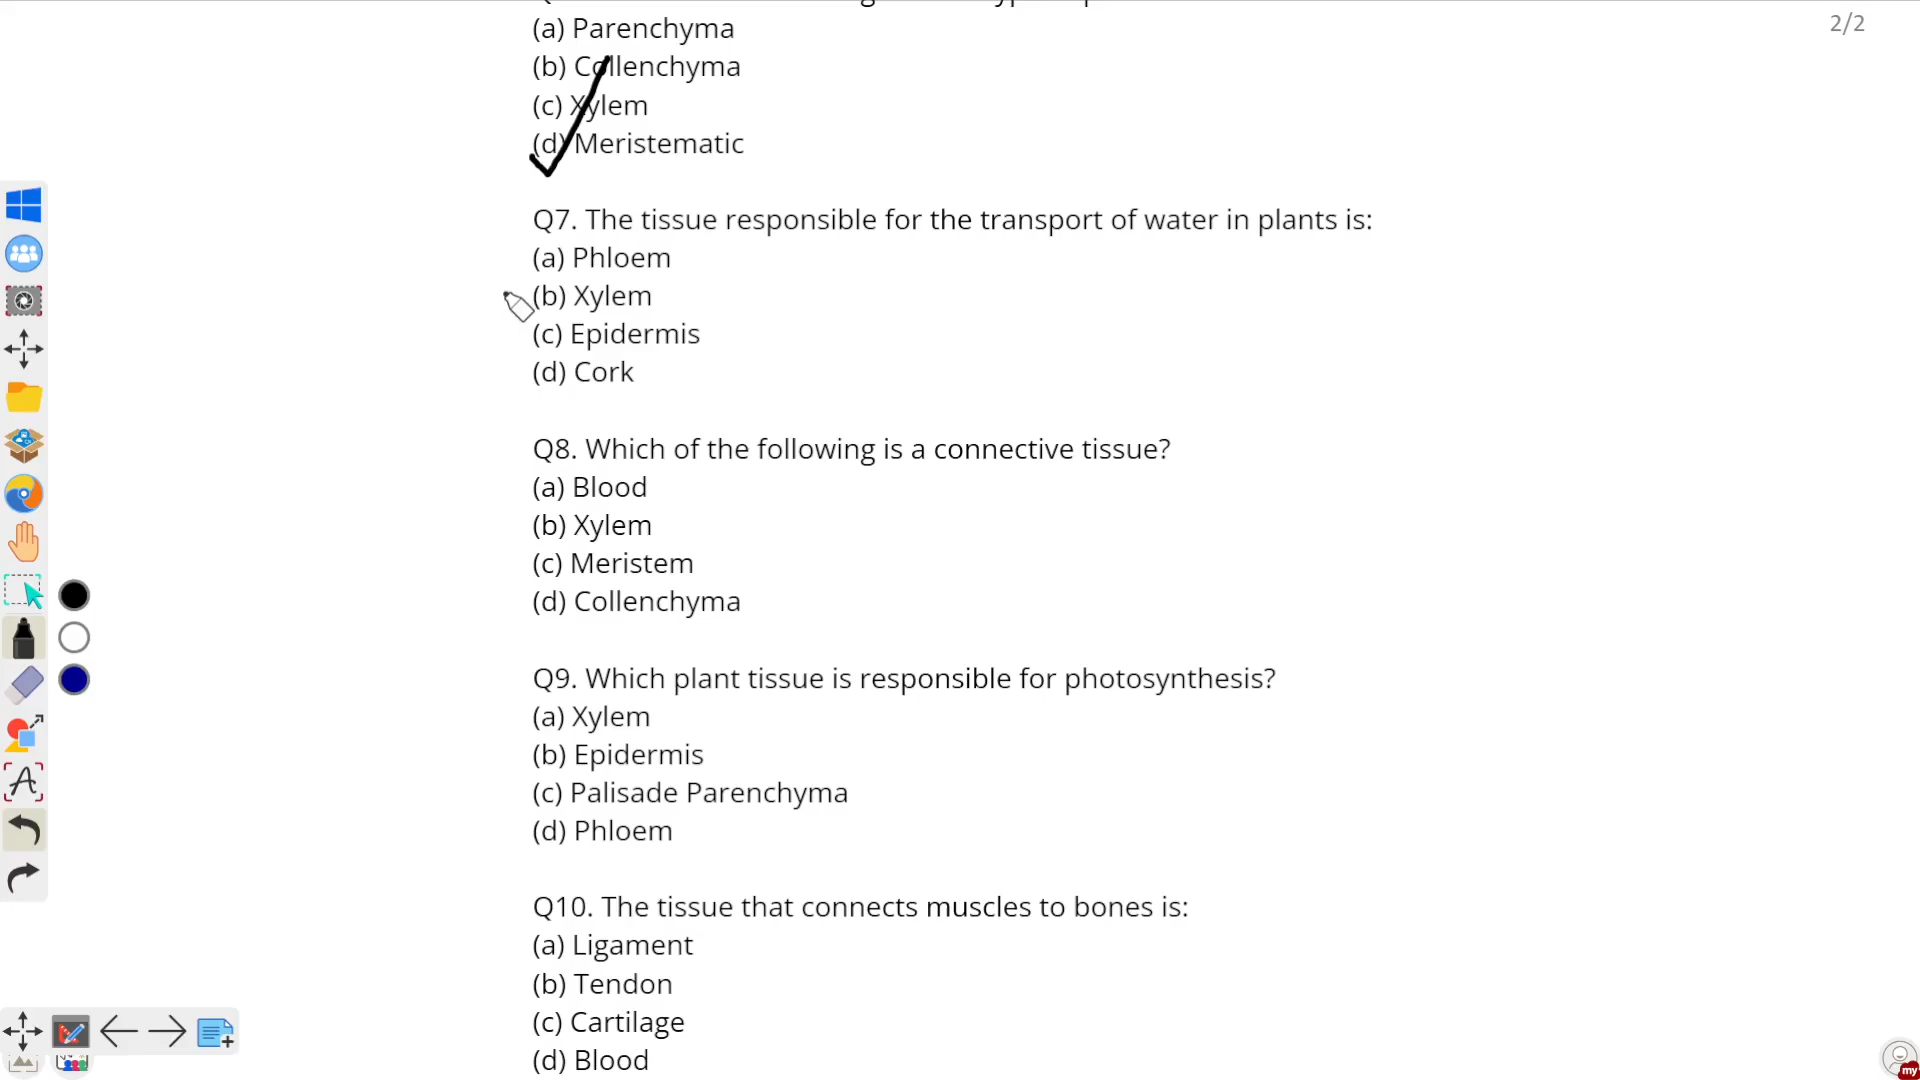 2/2
(a) Parenchyma
(b) Collenchyma
(c) Xylem
(d) Meristematic
Q7. The tissue responsible for the transport of water in plants is:
(a) Phloem
(b) Xylem
(c) Epidermis
(d) Cork
Q8. Which of the following is a connective tissue?
(a) Blood
(b) Xylem
(c) Meristem
(d) Collenchyma
Q9. Which plant tissue is responsible for photosynthesis?
(a) Xylem
(b) Epidermis
(c) Palisade Parenchyma
(d) Phloem
Q10. The tissue that connects muscles to bones is:
(a) Ligament
(b) Tendon
(c) Cartilage
(d) Blood
my